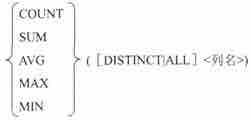 COUNT
SUM
AVG
MAX
MIN
([DISTINCT|ALL] <列名>)